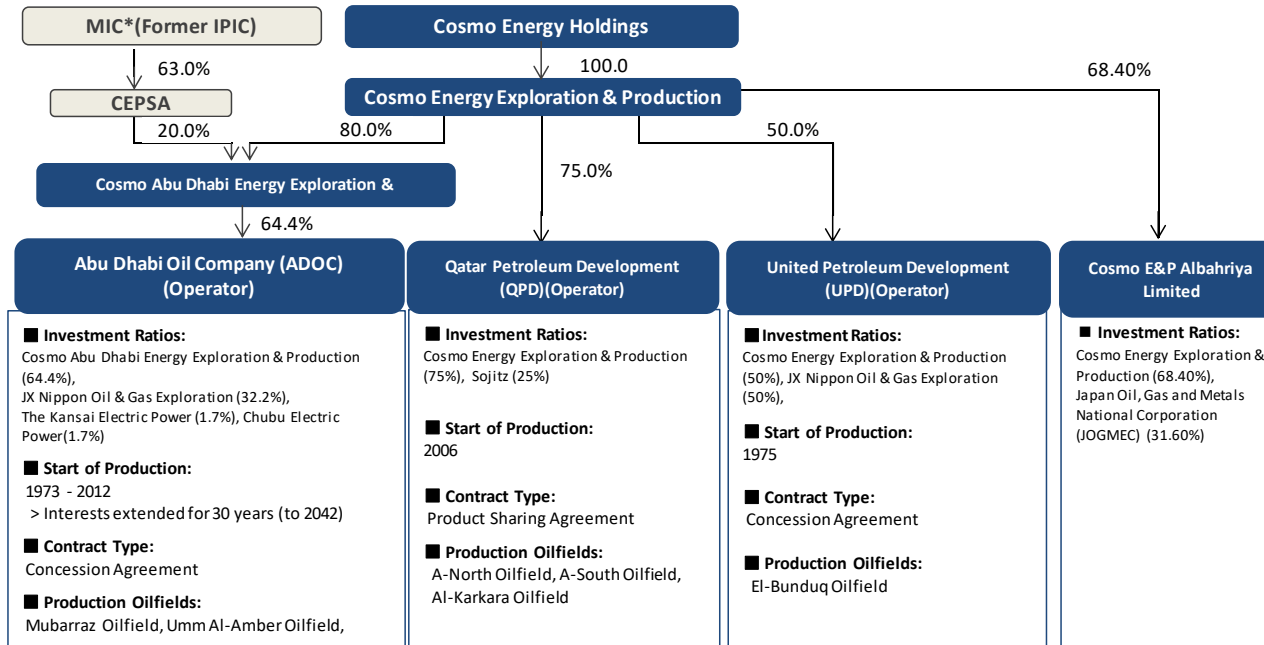 MIC*(Former IPIC)
Cosmo Energy Holdings
63.0%
100.0
68.40%
CEPSA
Cosmo Energy Exploration & Production
20.0%
80.0%
50.0%
75.0%
Cosmo Abu Dhabi Energy Exploration &
64.4%
Abu Dhabi Oil Company (ADOC)
(Operator)
■ Investment Ratios:
Cosmo Abu Dhabi Energy Exploration & Production
(64.4%),
JX Nippon Oil & Gas Exploration (32.2%),
The Kansai Electric Power (1.7%), Chubu Electric
Power(1.7%)
■ Start of Production:
1973 - 2012
> Interests extended for 30 years (to 2042)
■ Contract Type:
Concession Agreement
■ Production Oilfields:
Mubarraz Oilfield, Umm Al-Amber Oilfield,
Qatar Petroleum Development
(QPD)(Operator)
■ Investment Ratios:
Cosmo Energy Exploration & Production
(75%), Sojitz (25%)
■ Start of Production:
2006
■ Contract Type:
Product Sharing Agreement
■ Production Oilfields:
A-North Oilfield, A-South Oilfield,
Al-Karkara Oilfield
United Petroleum Development
(UPD)(Operator)
■ Investment Ratios:
Cosmo Energy Exploration & Production
(50%), JX Nippon Oil & Gas Exploration
(50%),
■ Start of Production:
1975
■ Contract Type:
Concession Agreement
■ Production Oilfields:
El-Bunduq Oilfield
Cosmo E&P Albahriya
Limited
■ Investment Ratios:
Cosmo Energy Exploration &
Production (68.40%),
Japan Oil, Gas and Metals
National Corporation
(JOGMEC) (31.60%)